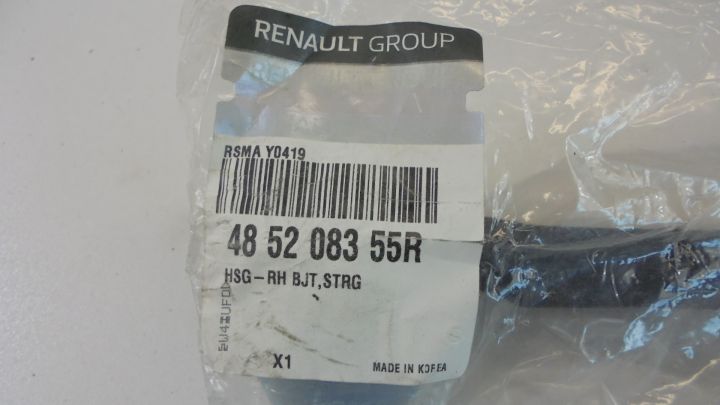 RENAULT GROUP
RSMA Y0419
48 52 083 55R
HSG-RH BJT,STRG
X1
MADE IN KOREA